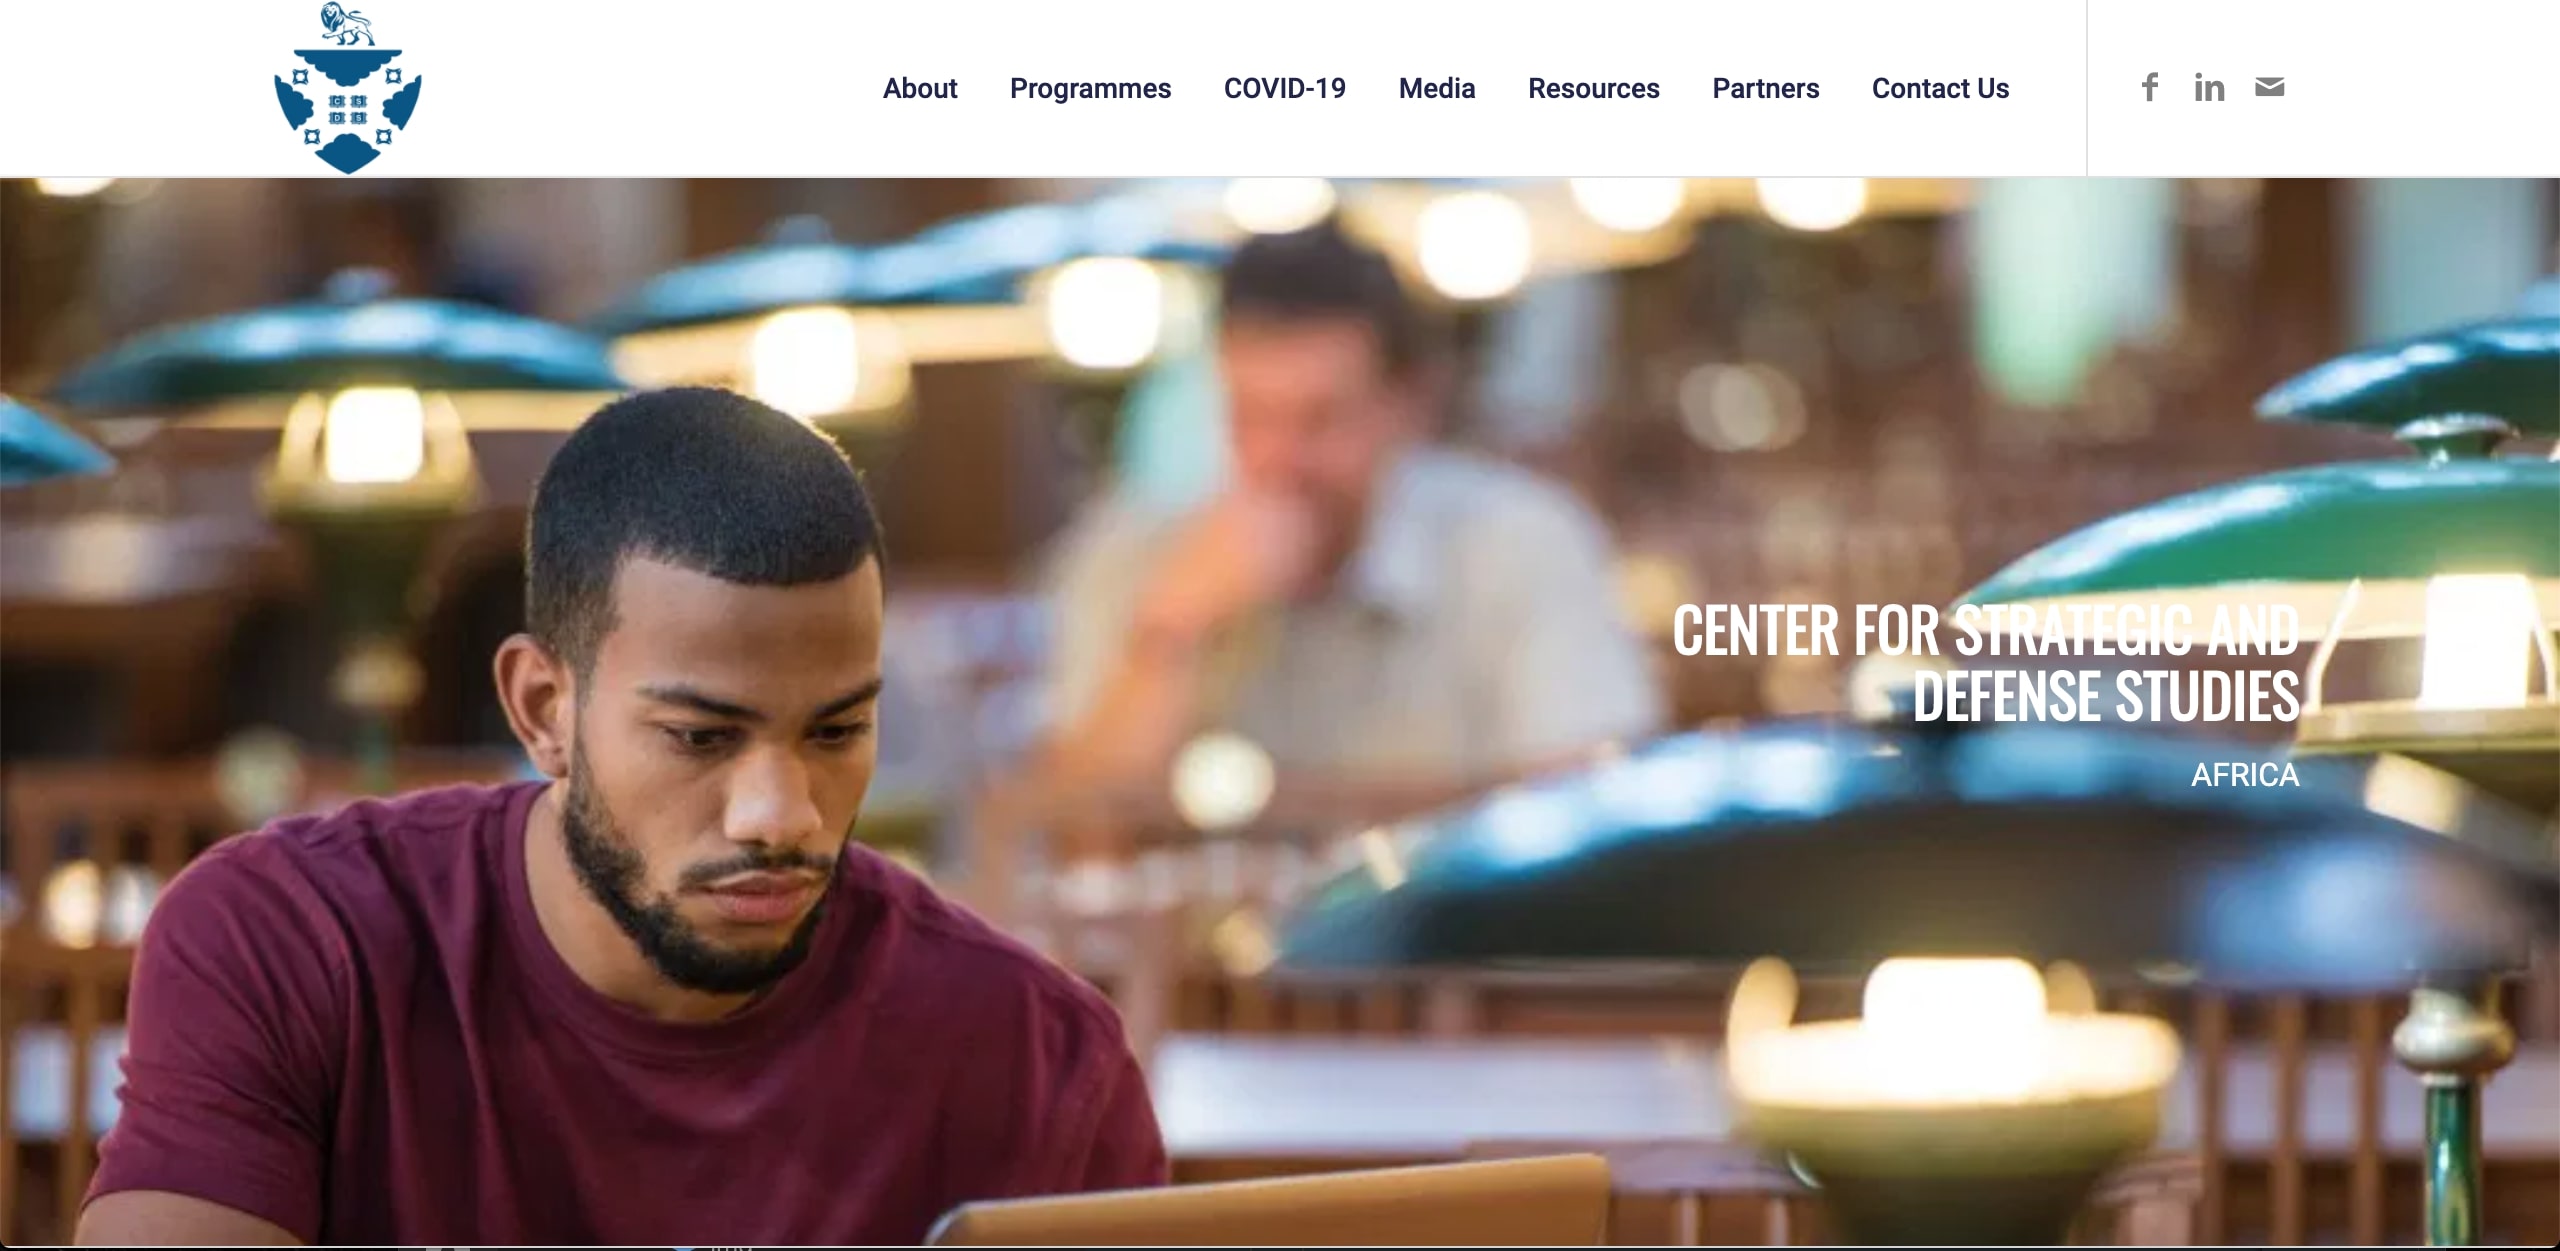 C S
D S
About Programmes COVID-19 Media Resources Partners Contact Us
CENTER FOR STRATEGIC AND
DEFENSE STUDIES
AFRICA